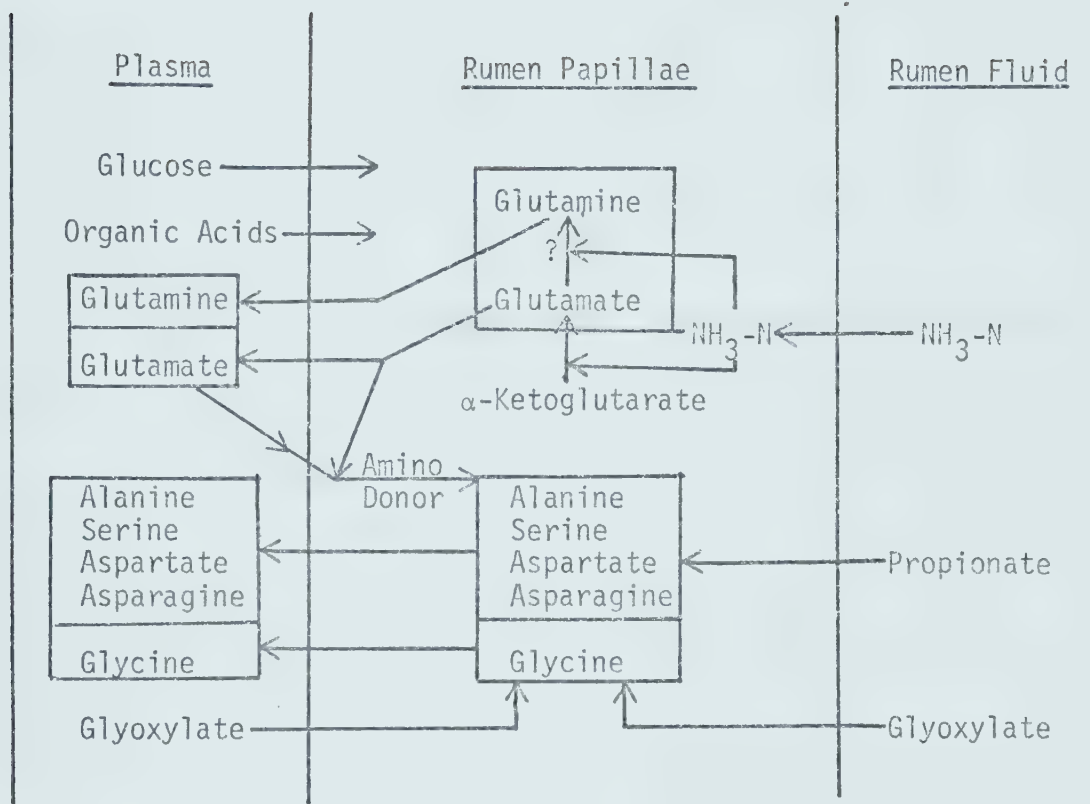 Plasma
Rumen Papillae
Rumen Fluid
Glucose
Organic Acids
Glutamine
Glutamate
Glutamine
?
Glutamate
α-Ketoglutarate
NH3-N
NH3-N
Amino
Donor
Alanine
Serine
Aspartate
Asparagine
Glycine
Alanine
Serine
Aspartate
Asparagine
Glycine
Propionate
Glyoxylate
Glyoxylate